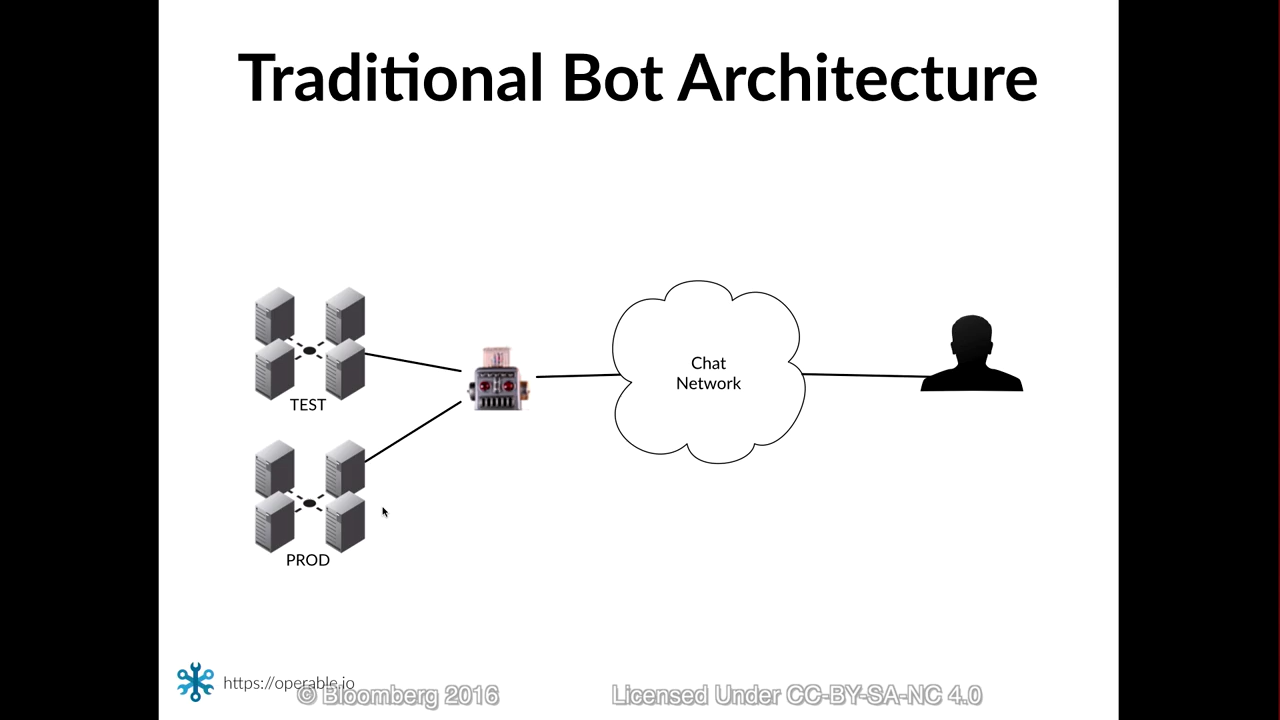 Traditional Bot Architecture
Chat
Network
TEST
PROD
https://operable.io
© Bloomberg 2016
Licensed Under CC-BY-SA-NC 4.0